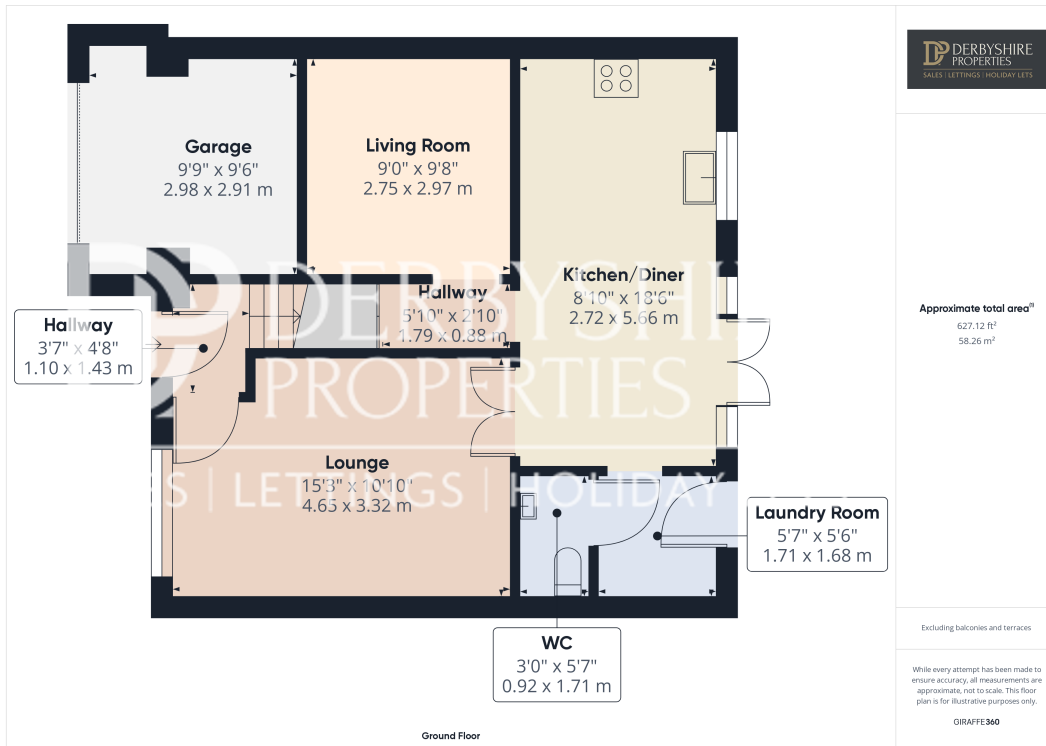 DERBYSHIRE
PROPERTIES
SALES | LETTINGS | HOLIDAY LETS
Garage
9'9" x 9'6"
2.98 x 2.91 m
Living Room
9'0" x 9'8"
2.75 x 2.97 m
Kitchen/Diner
8'10" x 18'6"
2.72 x 5.66 m
Hallway
5'10" x 2'10"
1.79 x 0.88 m
Hallway
3'7" x 4'8"
1.10 x 1.43 m
DERBYSHIRE
PROPERTIES
ES | LETTINGS | HOLIDAY
Lounge
15'3" x 10'10"
4.65 x 3.32 m
Laundry Room
5'7" x 5'6"
1.71 x 1.68 m
WC
3'0" x 5'7"
0.92 x 1.71 m
Ground Floor
Approximate total area(1)
627.12 ft²
58.26 m²
Excluding balconies and terraces
While every attempt has been made to
ensure accuracy, all measurements are
approximate, not to scale. This floor
plan is for illustrative purposes only.
GIRAFFE360